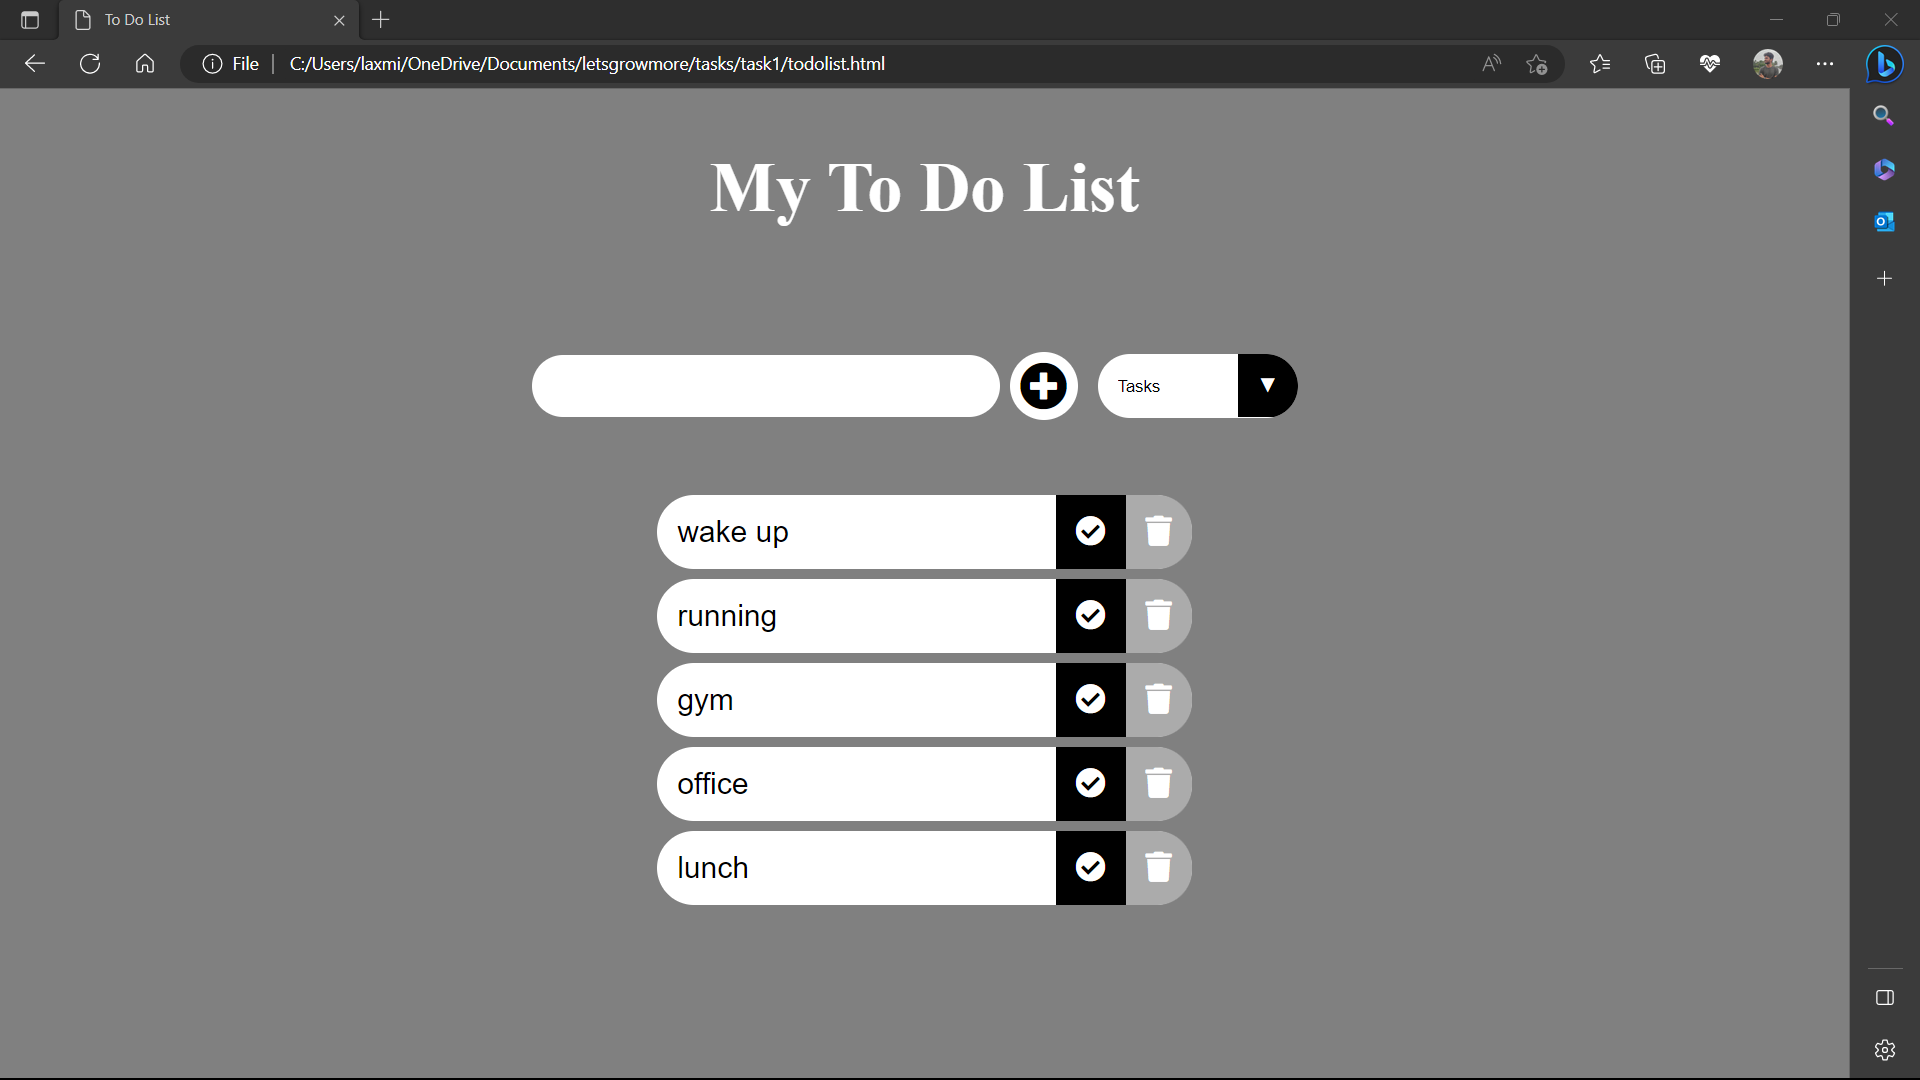 To Do List
File
C:/Users/laxmi/OneDrive/Documents/letsgrowmore/tasks/task1/todolist.html
My To Do List
Tasks
wake up
running
gym
office
lunch